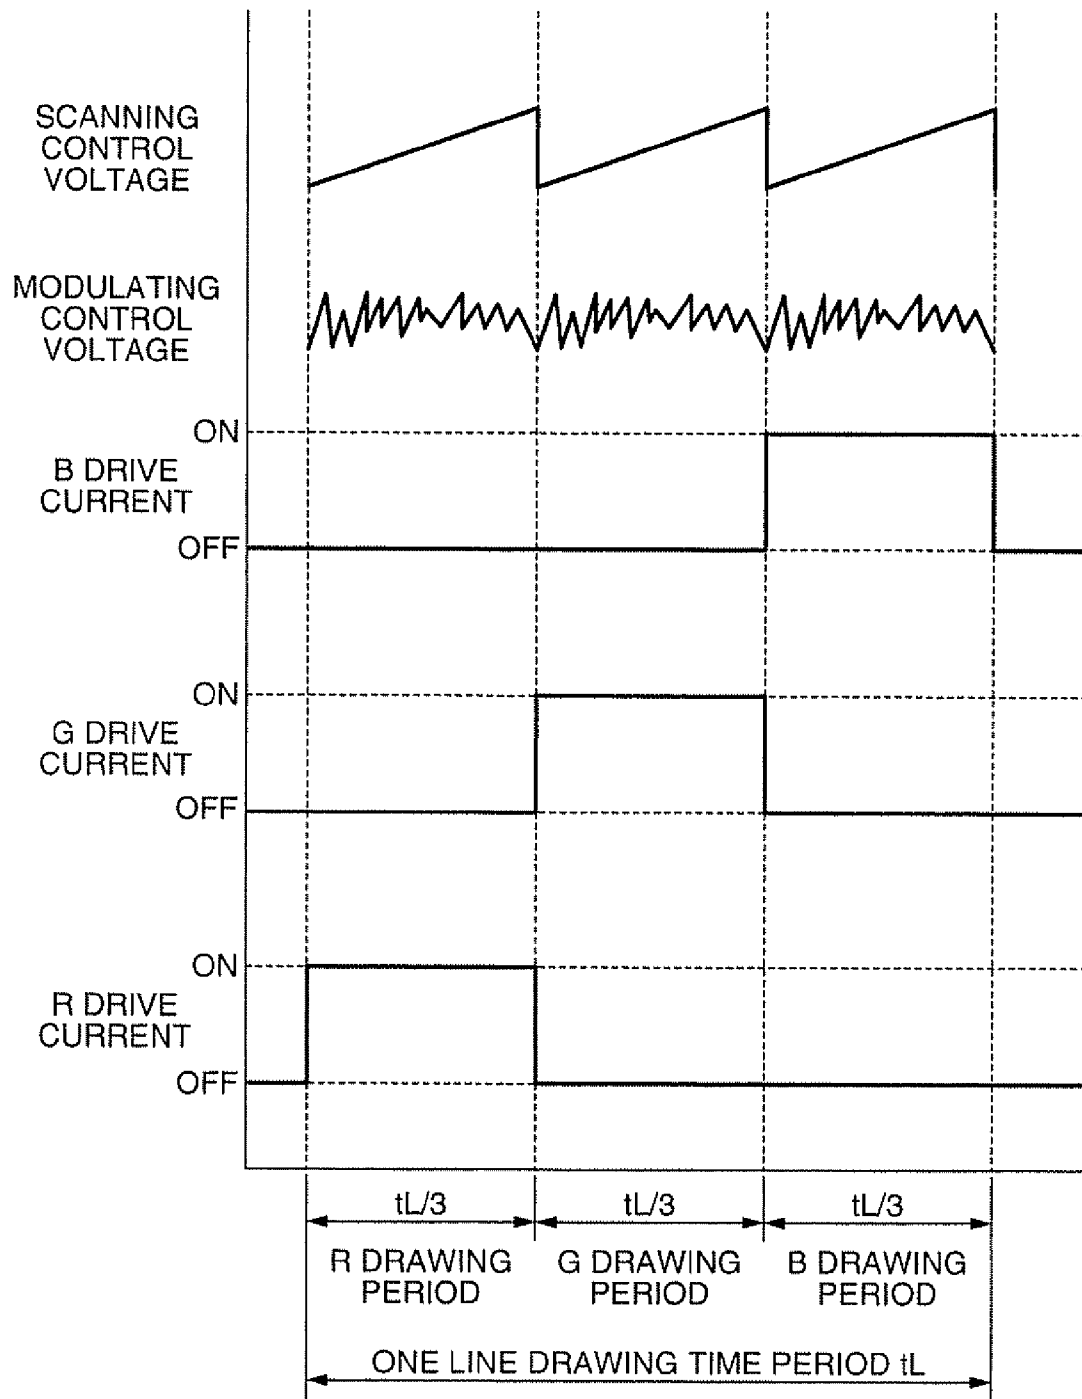 SCANNING
CONTROL
VOLTAGE
MODULATING
CONTROL
VOLTAGE
ON
B DRIVE
CURRENT
OFF
ON
G DRIVE
CURRENT
OFF
ON
R DRIVE
CURRENT
OFF
tL/3 tL/3 tL/3
R DRAWING G DRAWING B DRAWING
PERIOD PERIOD PERIOD
ONE LINE DRAWING TIME PERIOD tL